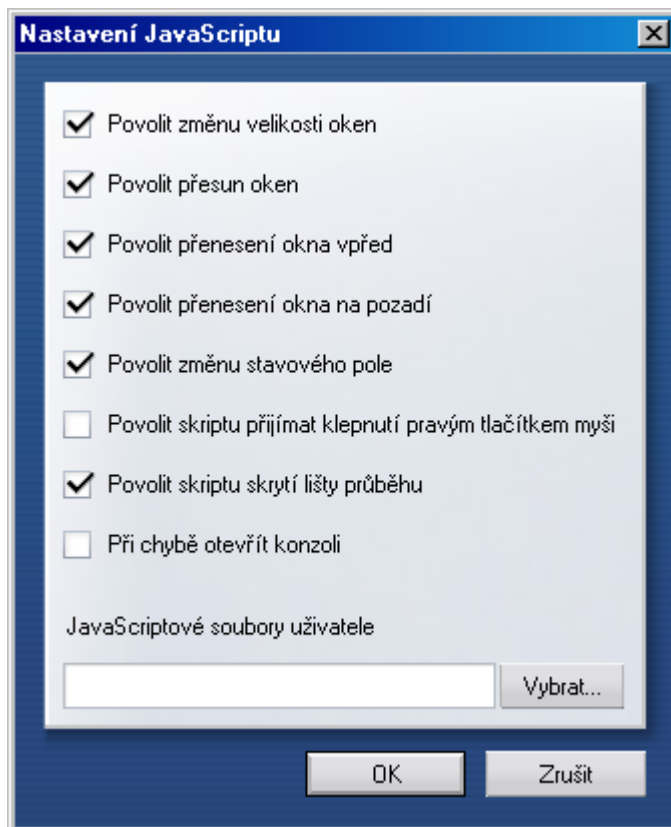 Nastavení JavaScriptu
Povolit změnu velikosti oken
Povolit přesun oken
Povolit přenesení okna vpřed
Povolit přenesení okna na pozadí
Povolit změnu stavového pole
Povolit skriptu přijímat klepnutí pravým tlačítkem myši
Povolit skriptu skrytí lišty průběhu
Při chybě otevřít konzoli
JavaScriptové soubory uživatele
Vybrat...
OK
Zrušit